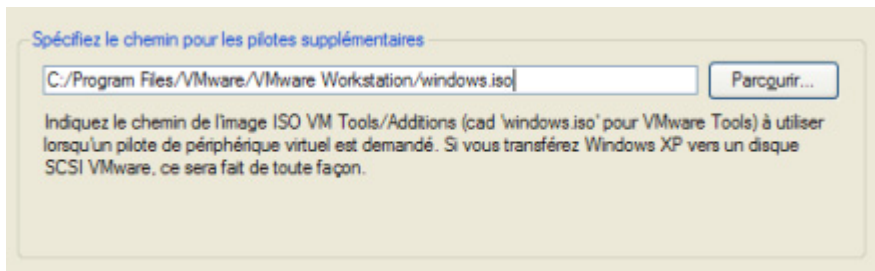 Spécifiez le chemin pour les pilotes supplémentaires
C:/Program Files/VMware/VMware Workstation/windows.iso
Parcourir...
Indiquez le chemin de l'image ISO VM Tools/Additions (cad 'windows.iso' pour VMware Tools) à utiliser
lorsqu'un pilote de périphérique virtuel est demandé. Si vous transférez Windows XP vers un disque
SCSI VMware, ce sera fait de toute façon.